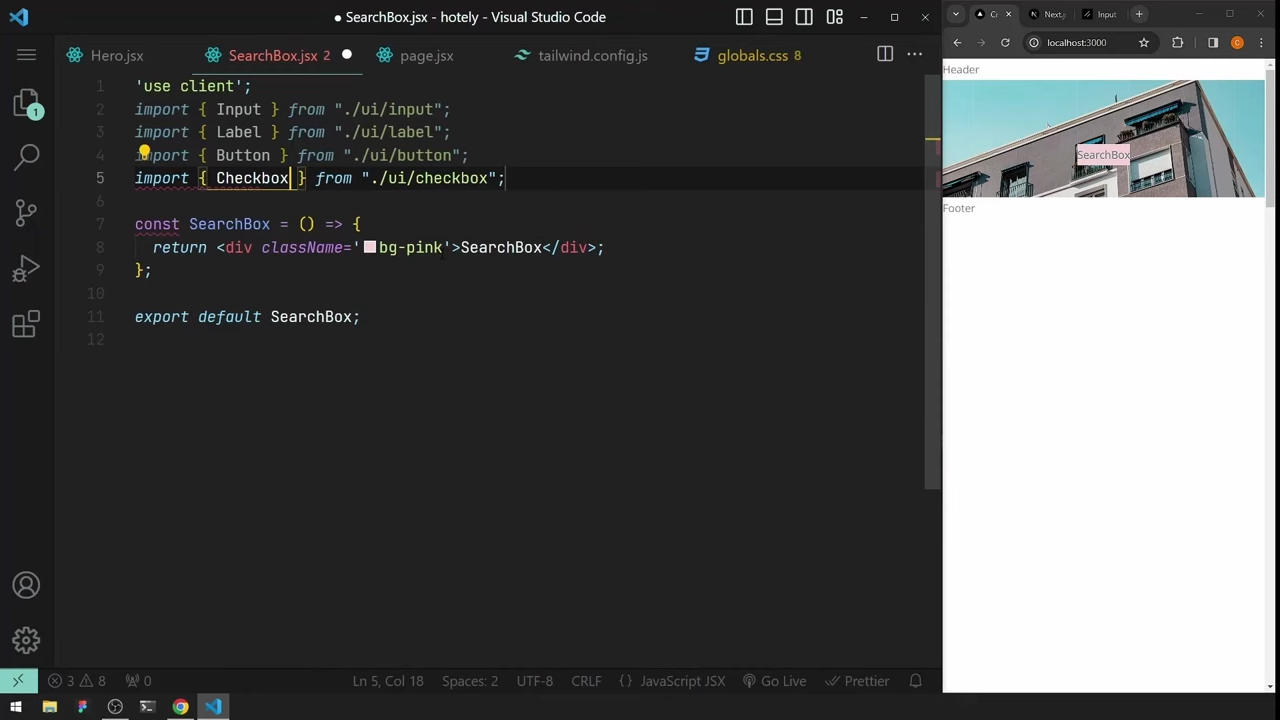 SearchBox.jsx - hotely - Visual Studio Code
Hero.jsx
SearchBox.jsx 2
page.jsx
tailwind.config.js
globals.css 8
1 'use client';
2 import { Input } from "./ui/input";
3 import { Label } from "./ui/label";
4 import { Button } from "./ui/button";
5 import { Checkbox } from "./ui/checkbox";
6
7 const SearchBox = () => {
8 return <div className='bg-pink'>SearchBox</div>;
9 };
10
11 export default SearchBox;
12
1
3 8
0
Ln 5, Col 18
Spaces: 2
UTF-8
CRLF
{} JavaScript JSX
Go Live
Prettier
Cr
Next.
Input
localhost:3000
C
Header
SearchBox
Footer